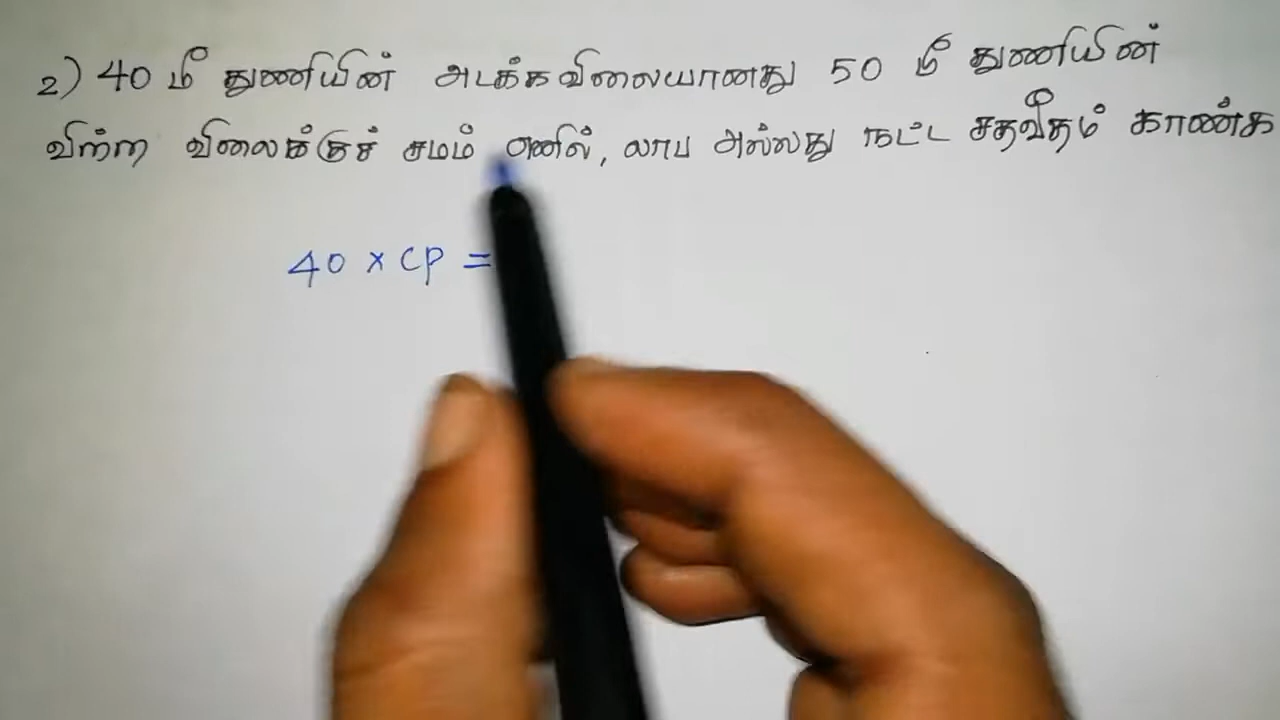 2) 40 மீ துணியின் அடக்கவிலையானது 50 மீ துணியின்
விற்ற விலைக்குச் சமம் எனில், லாப அல்லது நட்ட சதவீதம் காண்க
40 × CP =